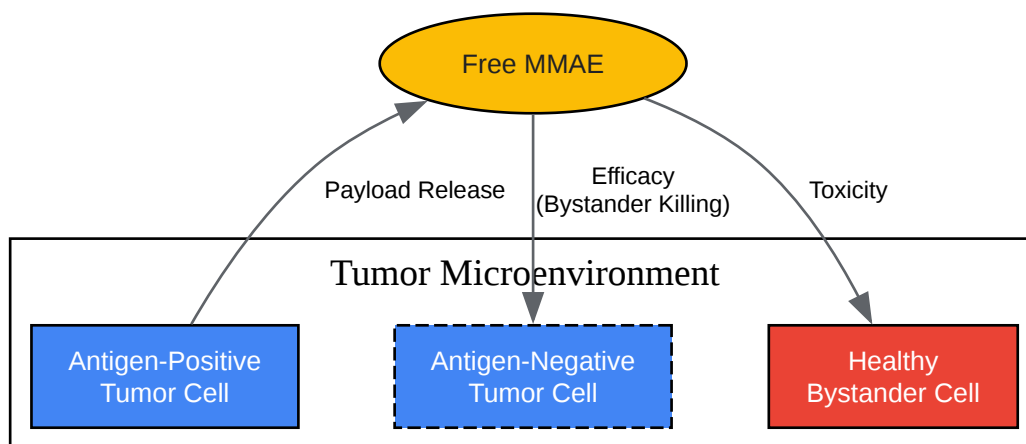 Free MMAE
Payload Release
Efficacy
(Bystander Killing)
Toxicity
Tumor Microenvironment
Antigen-Positive
Tumor Cell
Antigen-Negative
Tumor Cell
Healthy
Bystander Cell